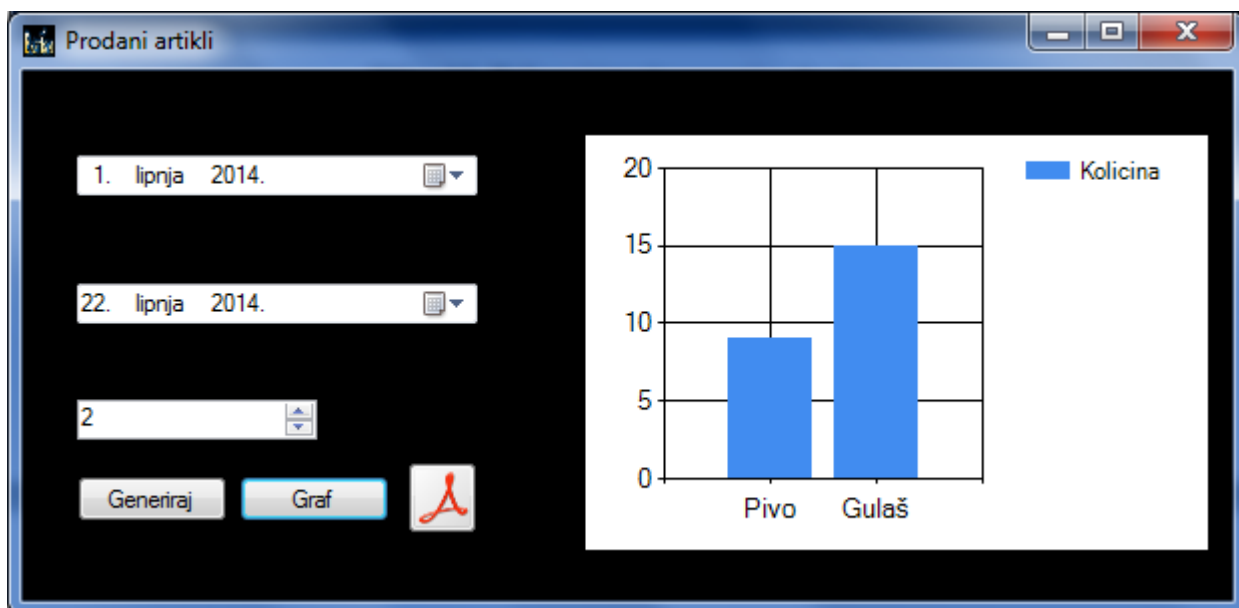 Prodani artikli
1. lipnja 2014.
22. lipnja 2014.
2
Generiraj
Graf
20
15
10
5
0
Pivo Gulaš
Kolicina